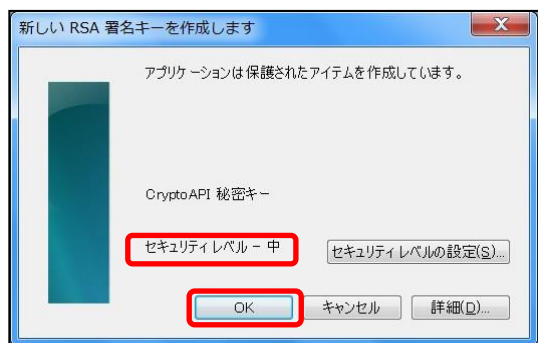 新しい RSA 署名キーを作成します
アプリケーションは保護されたアイテムを作成しています。
CryptoAPI 秘密キー
セキュリティ レベル - 中
セキュリティ レベルの設定(S)...
OK キャンセル 詳細(D)...